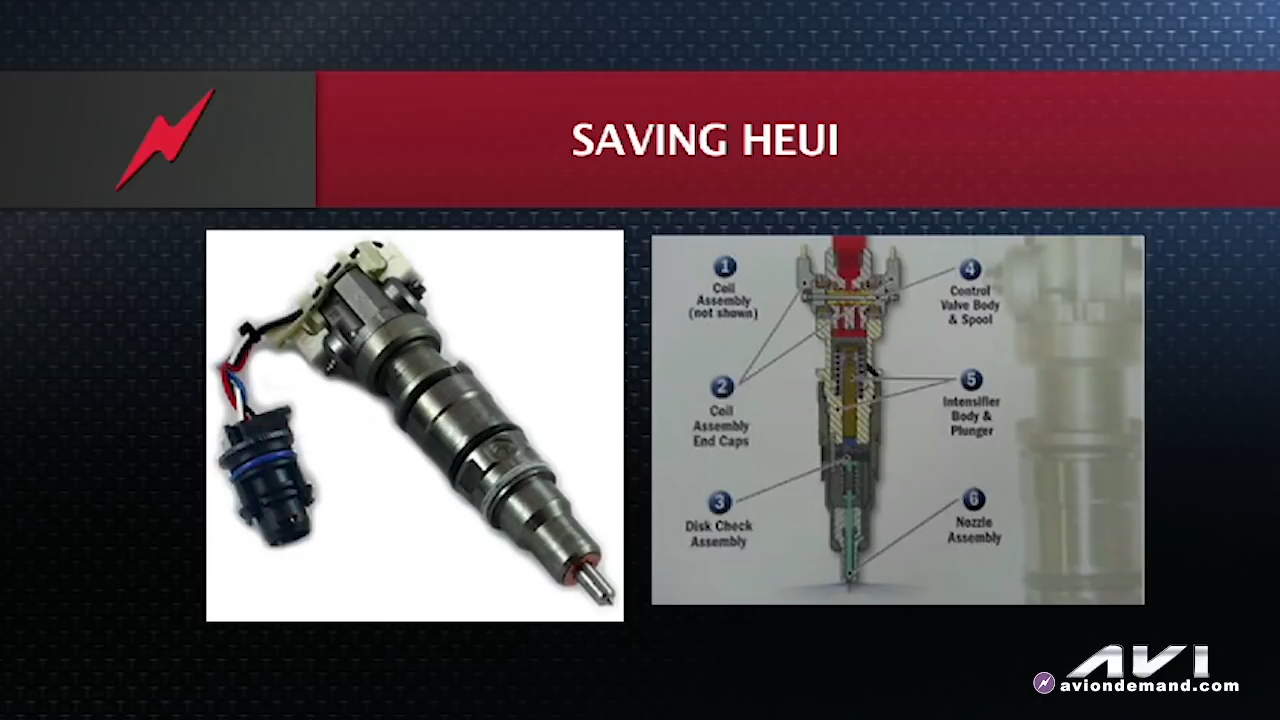 SAVING HEUI
1
Coil
Assembly
(not shown)
2
Coil
Assembly
End Caps
3
Disk Check
Assembly
4
Control
Valve Body
& Spool
5
Intensifier
Body &
Plunger
6
Nozzle
Assembly
AVI
aviondemand.com